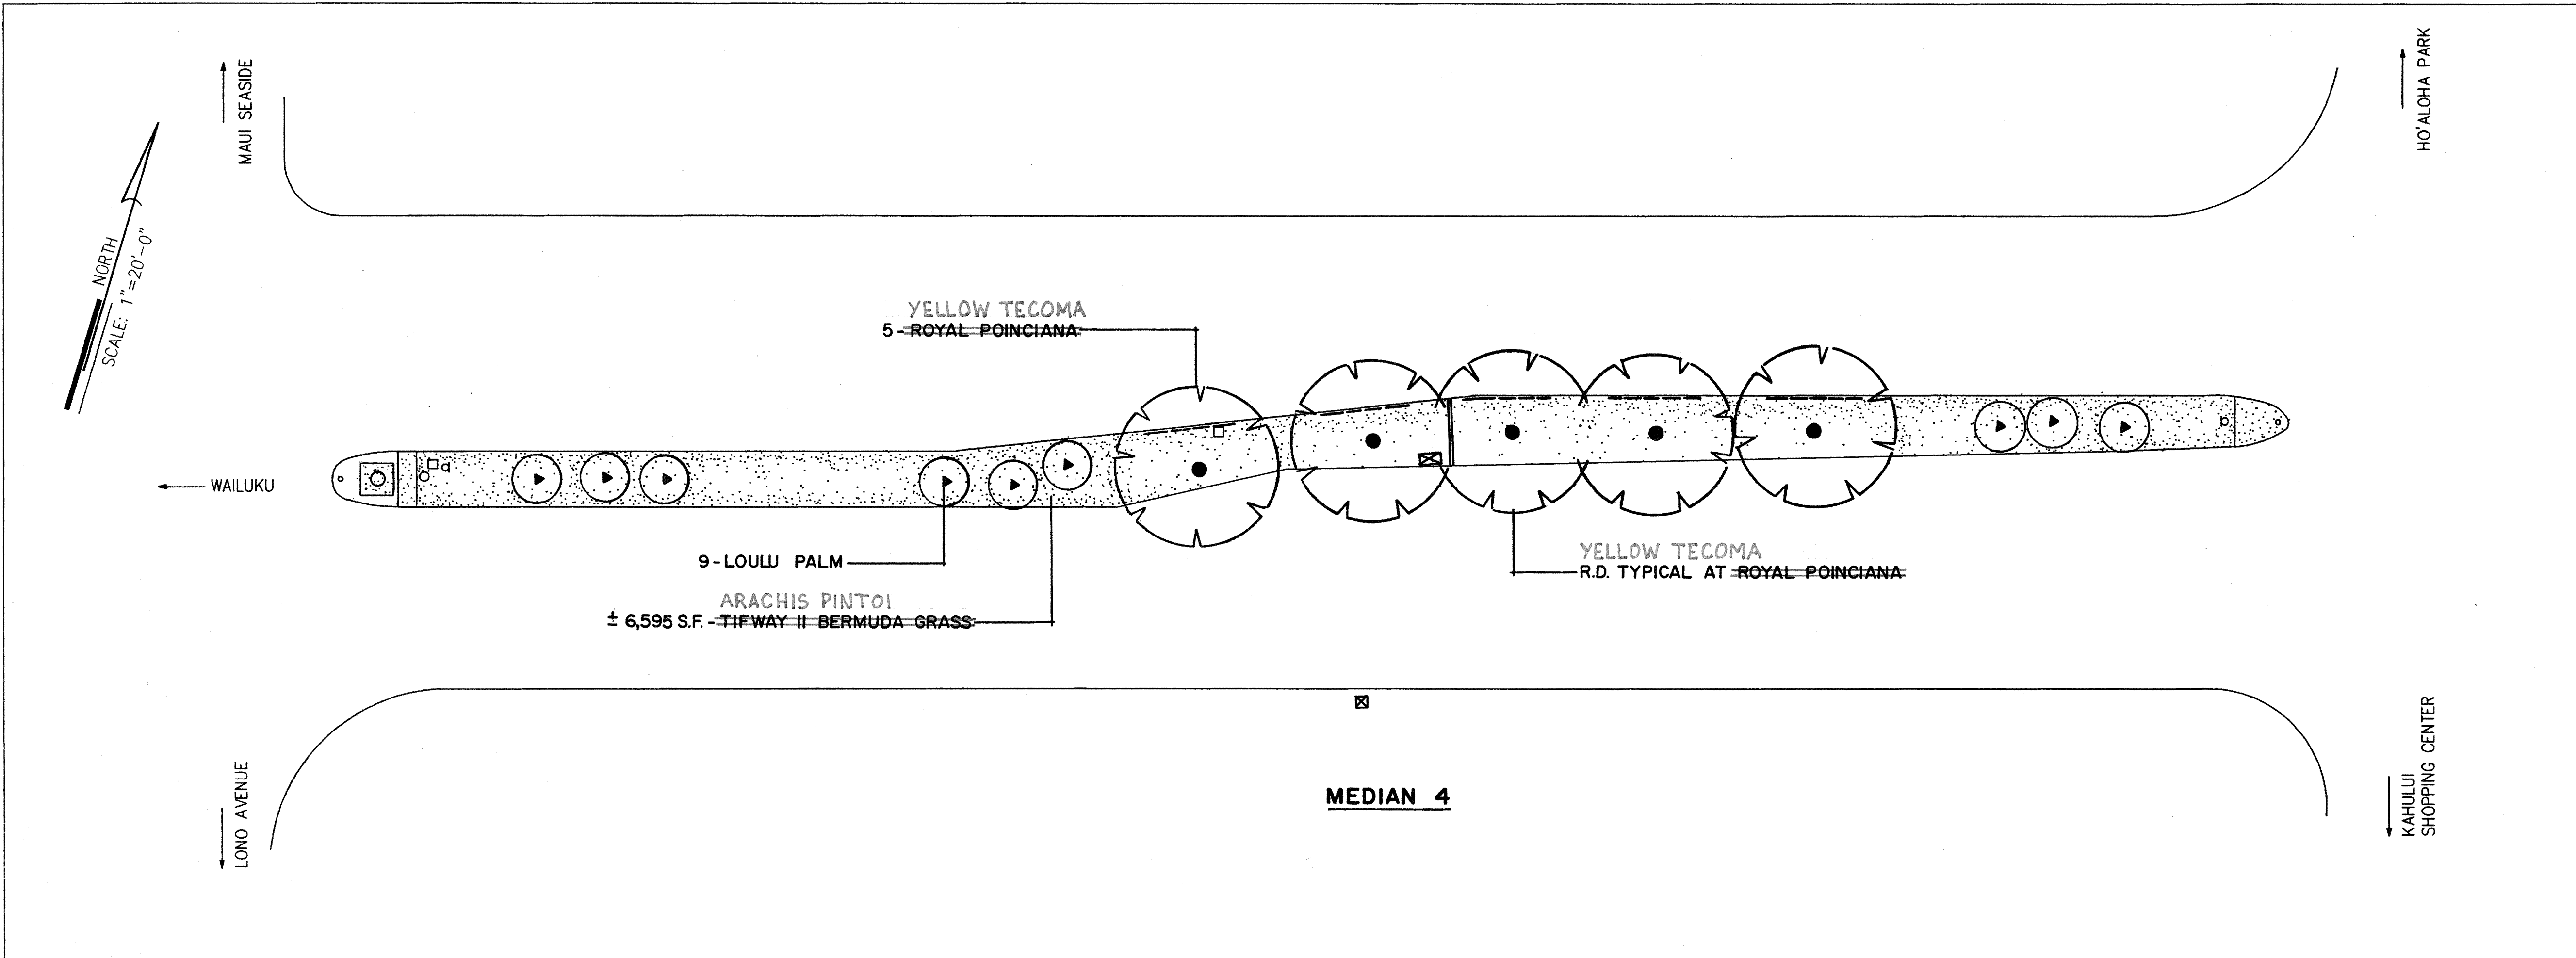 MAUI SEASIDE
HO'ALOHA PARK
NORTH
SCALE: 1"=20'-0"
YELLOW TECOMA
5-ROYAL POINCIANA
WAILUKU
9-LOULU PALM
YELLOW TECOMA
R.D. TYPICAL AT ROYAL POINCIANA
ARACHIS PINTOI
± 6,595 S.F.-TIFWAY II BERMUDA GRASS
LONO AVENUE
MEDIAN 4
KAHULUI
SHOPPING CENTER